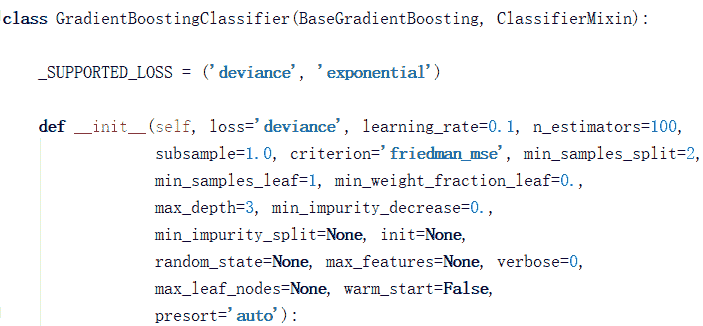 class GradientBoostingClassifier(BaseGradientBoosting, ClassifierMixin):
_SUPPORTED_LOSS = ('deviance', 'exponential')
def __init__(self, loss='deviance', learning_rate=0.1, n_estimators=100,
subsample=1.0, criterion='friedman_mse', min_samples_split=2,
min_samples_leaf=1, min_weight_fraction_leaf=0.,
max_depth=3, min_impurity_decrease=0.,
min_impurity_split=None, init=None,
random_state=None, max_features=None, verbose=0,
max_leaf_nodes=None, warm_start=False,
presort='auto'):